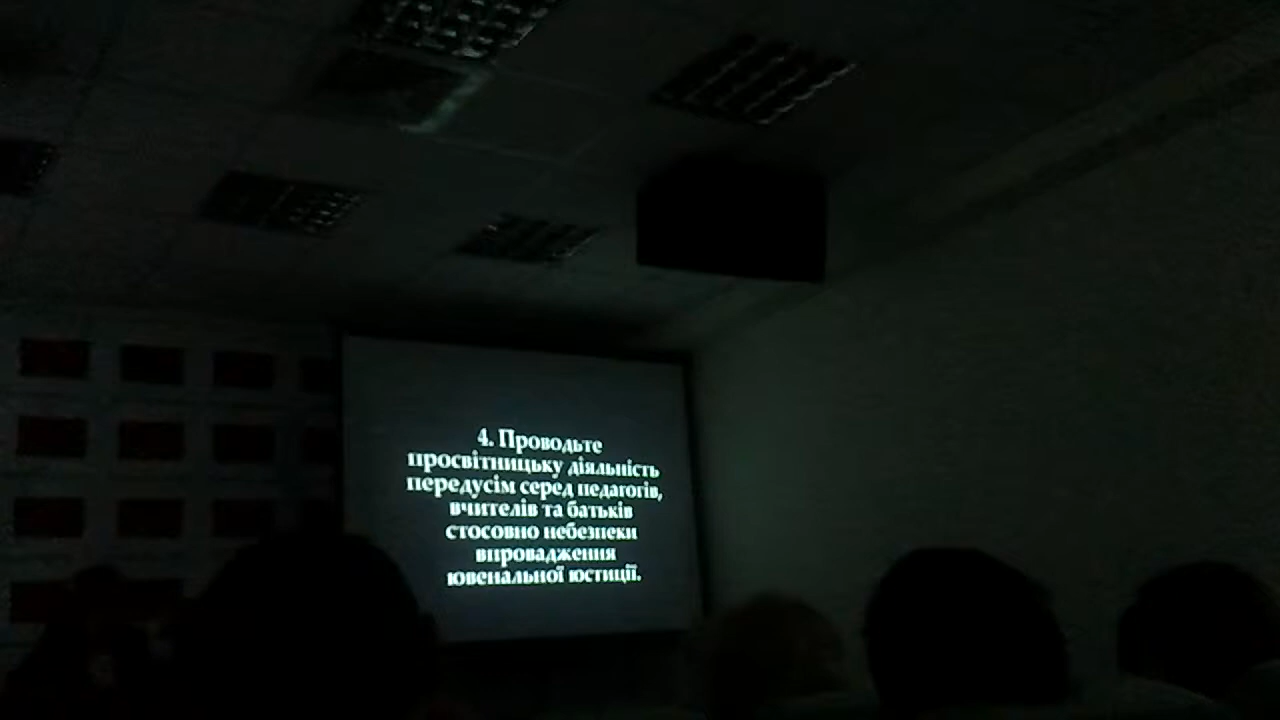 4. Проводьте
просвітницьку діяльність
передусім серед педагогів,
вчителів та батьків
стосовно небезпеки
впровадження
ювенальної юстиції.